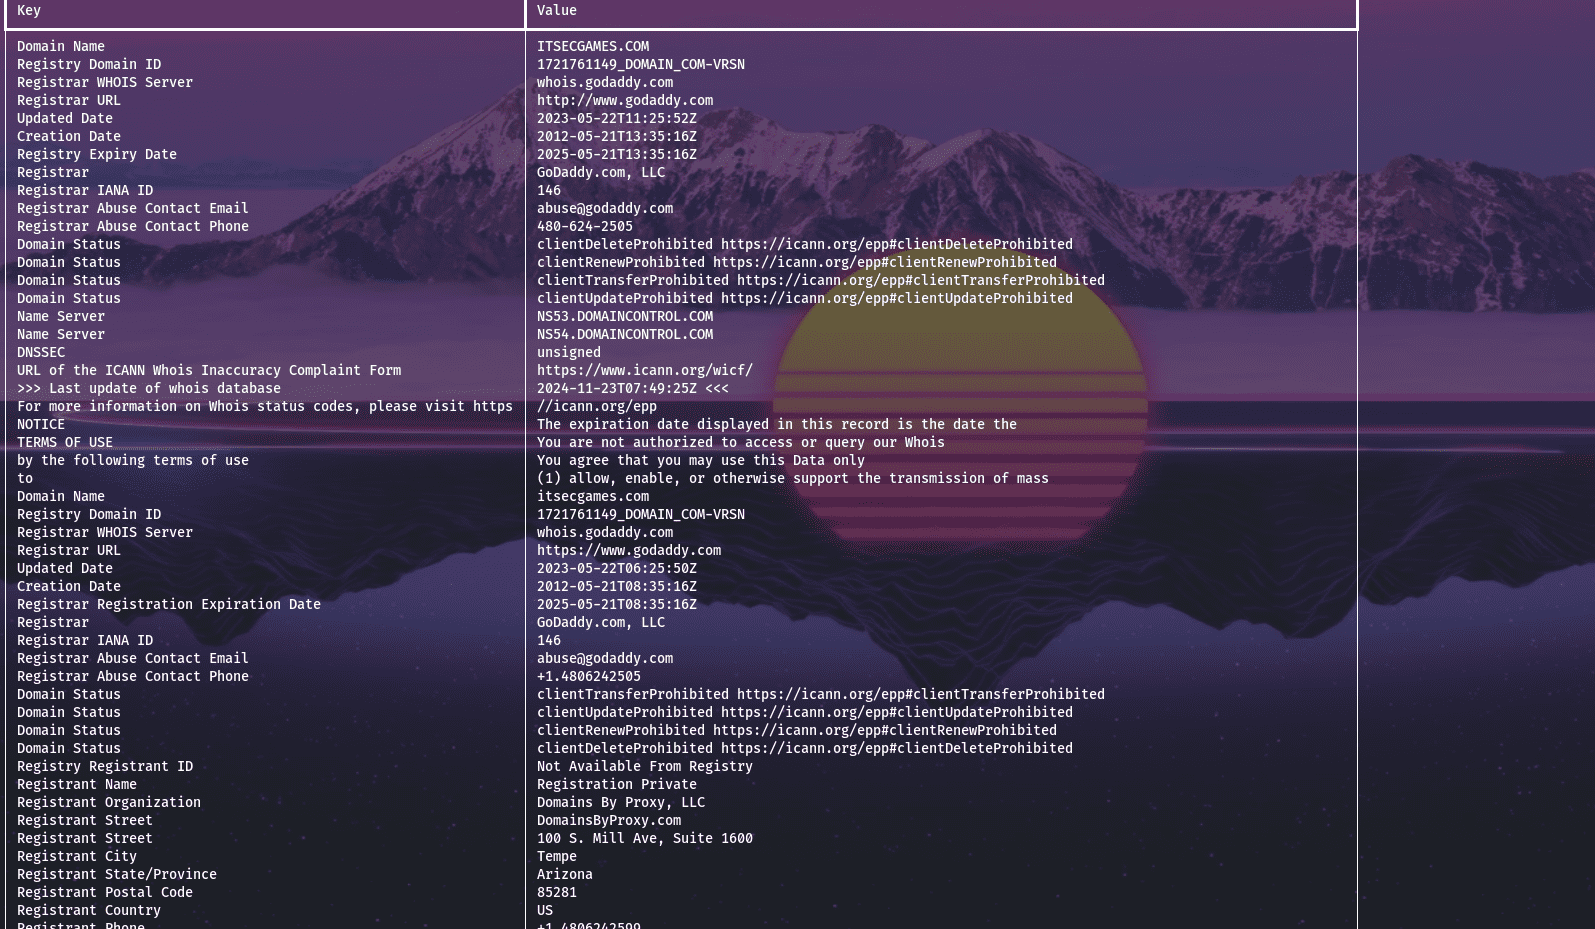 Key Value
Domain Name ITSECGAMES.COM
Registry Domain ID 1721761149_DOMAIN_COM-VRSN
Registrar WHOIS Server whois.godaddy.com
Registrar URL http://www.godaddy.com
Updated Date 2023-05-22T11:25:52Z
Creation Date 2012-05-21T13:35:16Z
Registry Expiry Date 2025-05-21T13:35:16Z
Registrar GoDaddy.com, LLC
Registrar IANA ID 146
Registrar Abuse Contact Email abuse@godaddy.com
Registrar Abuse Contact Phone 480-624-2505
Domain Status clientDeleteProhibited https://icann.org/epp#clientDeleteProhibited
Domain Status clientRenewProhibited https://icann.org/epp#clientRenewProhibited
Domain Status clientTransferProhibited https://icann.org/epp#clientTransferProhibited
Domain Status clientUpdateProhibited https://icann.org/epp#clientUpdateProhibited
Name Server NS53.DOMAINCONTROL.COM
Name Server NS54.DOMAINCONTROL.COM
DNSSEC unsigned
URL of the ICANN Whois Inaccuracy Complaint Form https://www.icann.org/wicf/
>>> Last update of whois database 2024-11-23T07:49:25Z <<<
For more information on Whois status codes, please visit https //icann.org/epp
NOTICE The expiration date displayed in this record is the date the
TERMS OF USE You are not authorized to access or query our Whois
by the following terms of use You agree that you may use this Data only
to (1) allow, enable, or otherwise support the transmission of mass
Domain Name itsecgames.com
Registry Domain ID 1721761149_DOMAIN_COM-VRSN
Registrar WHOIS Server whois.godaddy.com
Registrar URL https://www.godaddy.com
Updated Date 2023-05-22T06:25:50Z
Creation Date 2012-05-21T08:35:16Z
Registrar Registration Expiration Date 2025-05-21T08:35:16Z
Registrar GoDaddy.com, LLC
Registrar IANA ID 146
Registrar Abuse Contact Email abuse@godaddy.com
Registrar Abuse Contact Phone +1.4806242505
Domain Status clientTransferProhibited https://icann.org/epp#clientTransferProhibited
Domain Status clientUpdateProhibited https://icann.org/epp#clientUpdateProhibited
Domain Status clientRenewProhibited https://icann.org/epp#clientRenewProhibited
Domain Status clientDeleteProhibited https://icann.org/epp#clientDeleteProhibited
Registry Registrant ID Not Available From Registry
Registrant Name Registration Private
Registrant Organization Domains By Proxy, LLC
Registrant Street DomainsByProxy.com
Registrant Street 100 S. Mill Ave, Suite 1600
Registrant City Tempe
Registrant State/Province Arizona
Registrant Postal Code 85281
Registrant Country US
Registrant Phone +1.4806242599